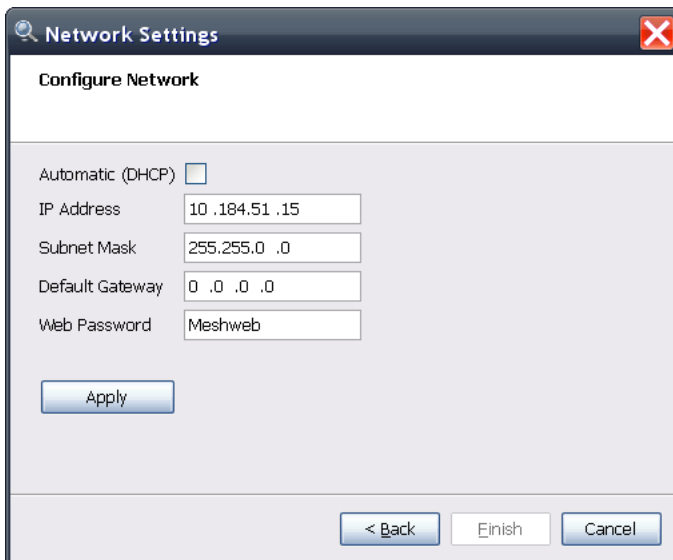 Network Settings
Configure Network
Automatic (DHCP)
IP Address 10 .184.51 .15
Subnet Mask 255.255.0 .0
Default Gateway 0 .0 .0 .0
Web Password Meshweb
Apply
< Back Finish Cancel